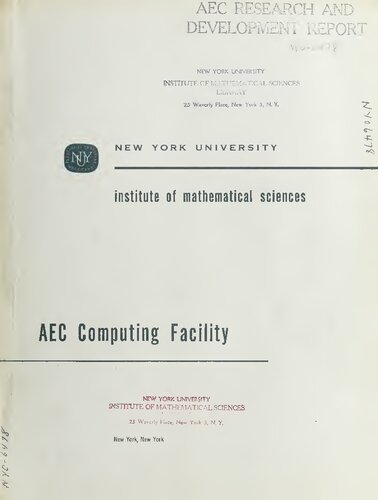 AEC RESEARCH AND
DEVELOPMENT REPORT
NEW YORK UNIVERSITY
INSTITUTE OF MATHEMATICAL SCIENCES
LIBRARY
25 Waverly Place, New York 3, N. Y.
NYU
NEW YORK UNIVERSITY
institute of mathematical sciences
AEC Computing Facility
NEW YORK UNIVERSITY
INSTITUTE OF MATHEMATICAL SCIENCES
25 Waverly Place, New York 3, N. Y.
New York, New York